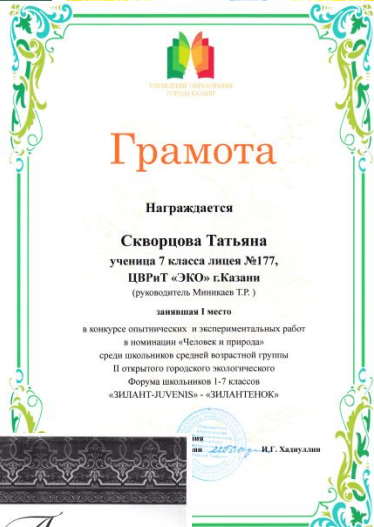 УПРАВЛЕНИЕ ОБРАЗОВАНИЯ
ГОРОДА КАЗАНИ
Грамота
Награждается
Скворцова Татьяна
ученица 7 класса лицея №177,
ЦВРиТ «ЭКО» г.Казани
(руководитель Миникаев Т.Р. )
занявшая I место
в конкурсе опытнических и экспериментальных работ
в номинации «Человек и природа»
среди школьников средней возрастной группы
II открытого городского экологического
Форума школьников 1-7 классов
«ЗИЛАНТ-JUVENIS» - «ЗИЛАНТЕНОК»
И.Г. Хадиуллин